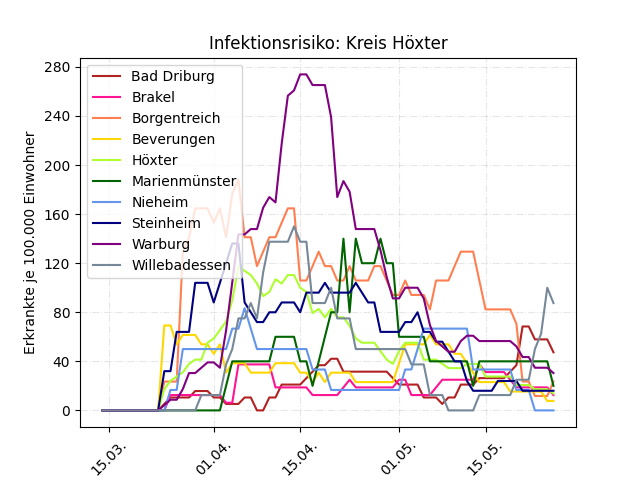 Infektionsrisiko: Kreis Höxter
Erkrankte je 100.000 Einwohner
280
240
200
160
120
80
40
0
Bad Driburg
Brakel
Borgentreich
Beverungen
Höxter
Marienmünster
Nieheim
Steinheim
Warburg
Willebadessen
15.03.
01.04.
15.04.
01.05.
15.05.